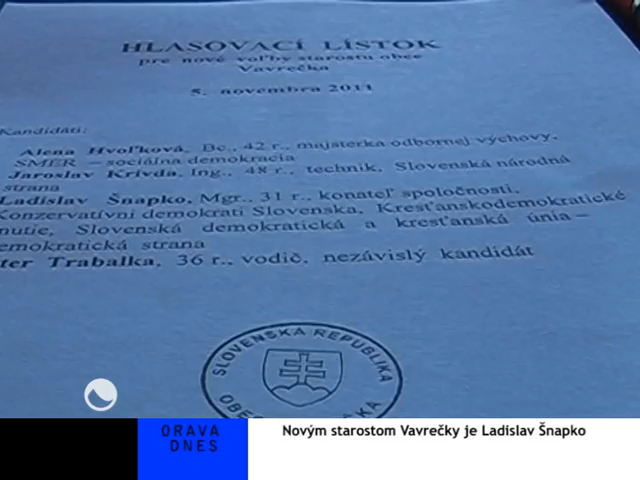 HLASOVACÍ LÍSTOK
pre nové voľby starostu obce
Vavrečka
5. novembra 2011
Kandidáti:
Alena Hvoľková, Bc., 42 r., majsterka odbornej výchovy,
SMER – sociálna demokracia
Jaroslav Krivda, Ing., 48 r., technik, Slovenská národná
strana
Ladislav Šnapko, Mgr., 31 r., konateľ spoločnosti,
Konzervatívni demokrati Slovenska, Kresťanskodemokratické
nutie, Slovenská demokratická a kresťanská únia –
emokratická strana
ter Trabalka, 36 r., vodič, nezávislý kandidát
SLOVENSKÁ REPUBLIKA
ORAVA
DNES
Novým starostom Vavrečky je Ladislav Šnapko